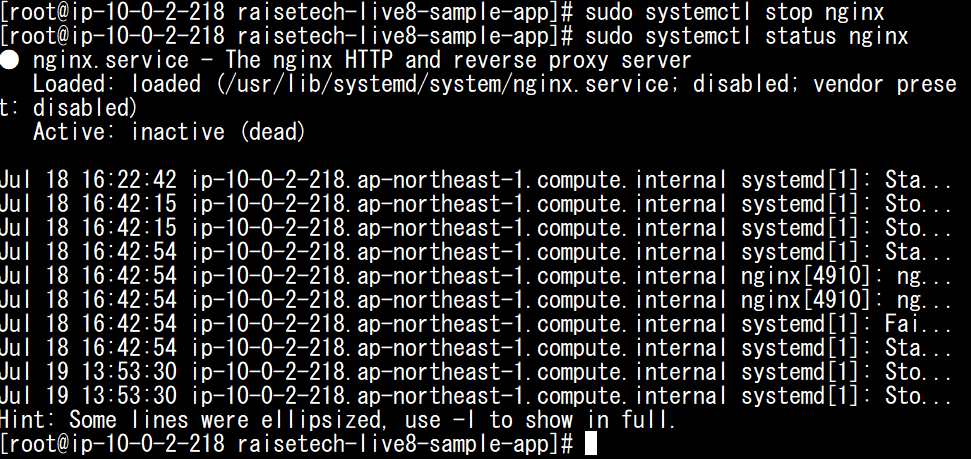 [root@ip-10-0-2-218 raisetech-live8-sample-app]# sudo systemctl stop nginx
[root@ip-10-0-2-218 raisetech-live8-sample-app]# sudo systemctl status nginx
● nginx.service - The nginx HTTP and reverse proxy server
   Loaded: loaded (/usr/lib/systemd/system/nginx.service; disabled; vendor prese
t: disabled)
   Active: inactive (dead)

Jul 18 16:22:42 ip-10-0-2-218.ap-northeast-1.compute.internal systemd[1]: Sta...
Jul 18 16:42:15 ip-10-0-2-218.ap-northeast-1.compute.internal systemd[1]: Sto...
Jul 18 16:42:15 ip-10-0-2-218.ap-northeast-1.compute.internal systemd[1]: Sto...
Jul 18 16:42:54 ip-10-0-2-218.ap-northeast-1.compute.internal systemd[1]: Sta...
Jul 18 16:42:54 ip-10-0-2-218.ap-northeast-1.compute.internal nginx[4910]: ng...
Jul 18 16:42:54 ip-10-0-2-218.ap-northeast-1.compute.internal nginx[4910]: ng...
Jul 18 16:42:54 ip-10-0-2-218.ap-northeast-1.compute.internal systemd[1]: Fai...
Jul 18 16:42:54 ip-10-0-2-218.ap-northeast-1.compute.internal systemd[1]: Sta...
Jul 19 13:53:30 ip-10-0-2-218.ap-northeast-1.compute.internal systemd[1]: Sto...
Jul 19 13:53:30 ip-10-0-2-218.ap-northeast-1.compute.internal systemd[1]: Sto...
Hint: Some lines were ellipsized, use -l to show in full.
[root@ip-10-0-2-218 raisetech-live8-sample-app]#